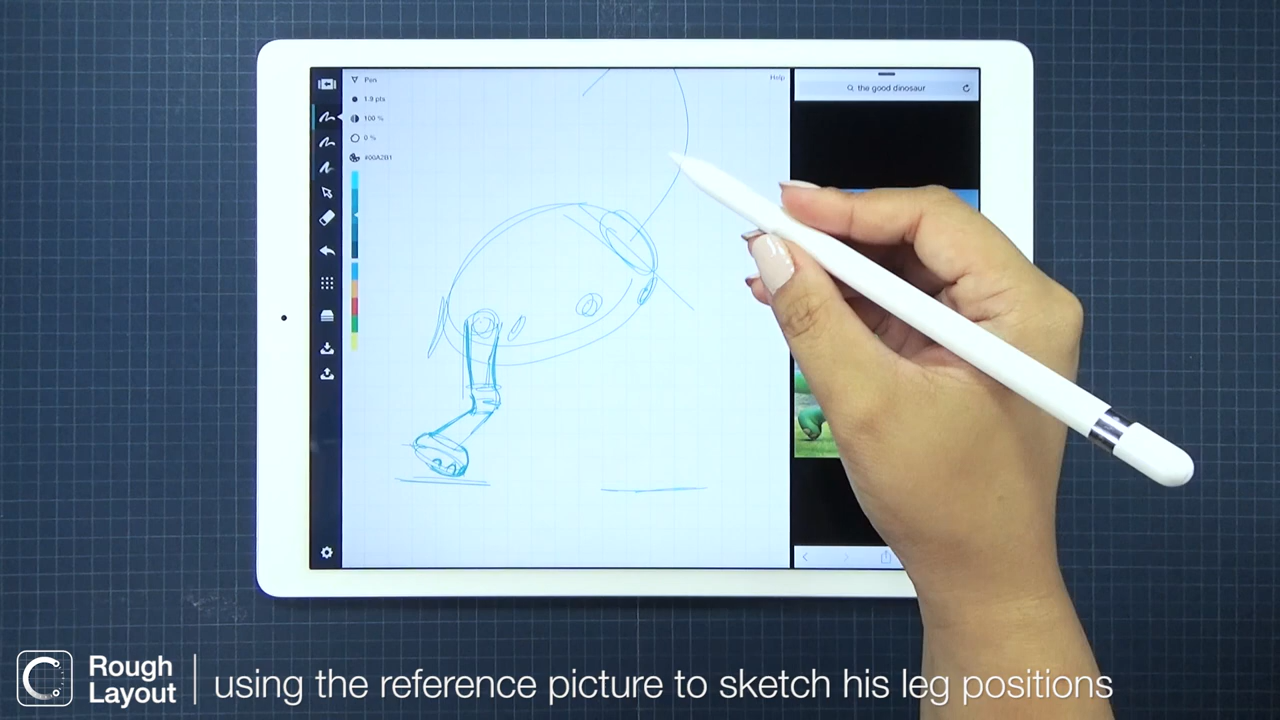 Pen
1.9 pts
100 %
0 %
#00A2B1
Help
the good dinosaur
Rough
Layout
using the reference picture to sketch his leg positions